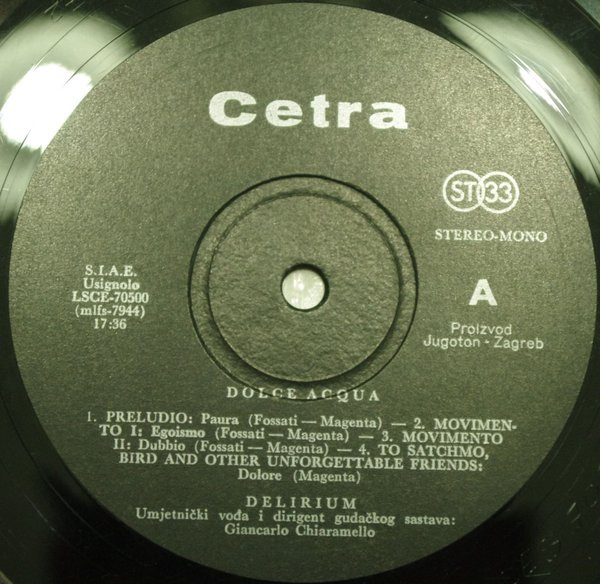 Cetra
ST 33
STEREO-MONO
S.I.A.E.
Usignolo
LSCE-70500
(mlfs-7944)
17:36
A
Proizvod
Jugoton - Zagreb
DOLCE ACQUA
1. PRELUDIO: Paura (Fossati — Magenta) — 2. MOVIMEN-
TO I: Egoismo (Fossati — Magenta) — 3. MOVIMENTO
II: Dubbio (Fossati — Magenta) — 4. TO SATCHMO,
BIRD AND OTHER UNFORGETTABLE FRIENDS:
Dolore (Magenta)
DELIRIUM
Umjetnički vođa i dirigent gudačkog sastava:
Giancarlo Chiaramello